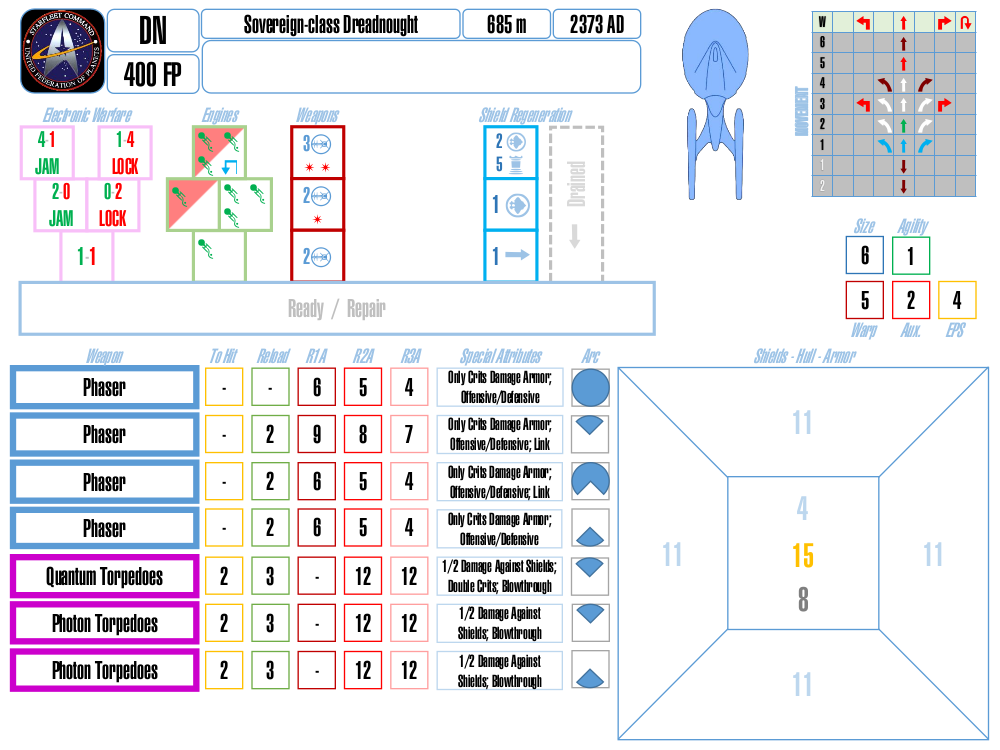 STARFLEET COMMAND
UNITED FEDERATION OF PLANETS
DN
400 FP
Sovereign-class Dreadnought
685 m
2373 AD
Electronic Warfare
4-1
JAM
1-4
LOCK
2-0
JAM
0-2
LOCK
1-1
Engines
Weapons
3
2
2
Shield Regeneration
2
5
1
1
Drained
Ready / Repair
MOVEMENT
W
6
5
4
3
2
1
1
2
Size
Agility
6
1
5
2
4
Warp
Aux.
EPS
Weapon
To Hit
Reload
R1A
R2A
R3A
Special Attributes
Arc
Phaser
-
-
6
5
4
Only Crits Damage Armor;
Offensive/Defensive
Phaser
-
2
9
8
7
Only Crits Damage Armor;
Offensive/Defensive; Link
Phaser
-
2
6
5
4
Only Crits Damage Armor;
Offensive/Defensive; Link
Phaser
-
2
6
5
4
Only Crits Damage Armor;
Offensive/Defensive
Quantum Torpedoes
2
3
-
12
12
1/2 Damage Against Shields;
Double Crits; Blowthrough
Photon Torpedoes
2
3
-
12
12
1/2 Damage Against
Shields; Blowthrough
Photon Torpedoes
2
3
-
12
12
1/2 Damage Against
Shields; Blowthrough
Shields - Hull - Armor
11
4
11
15
11
8
11